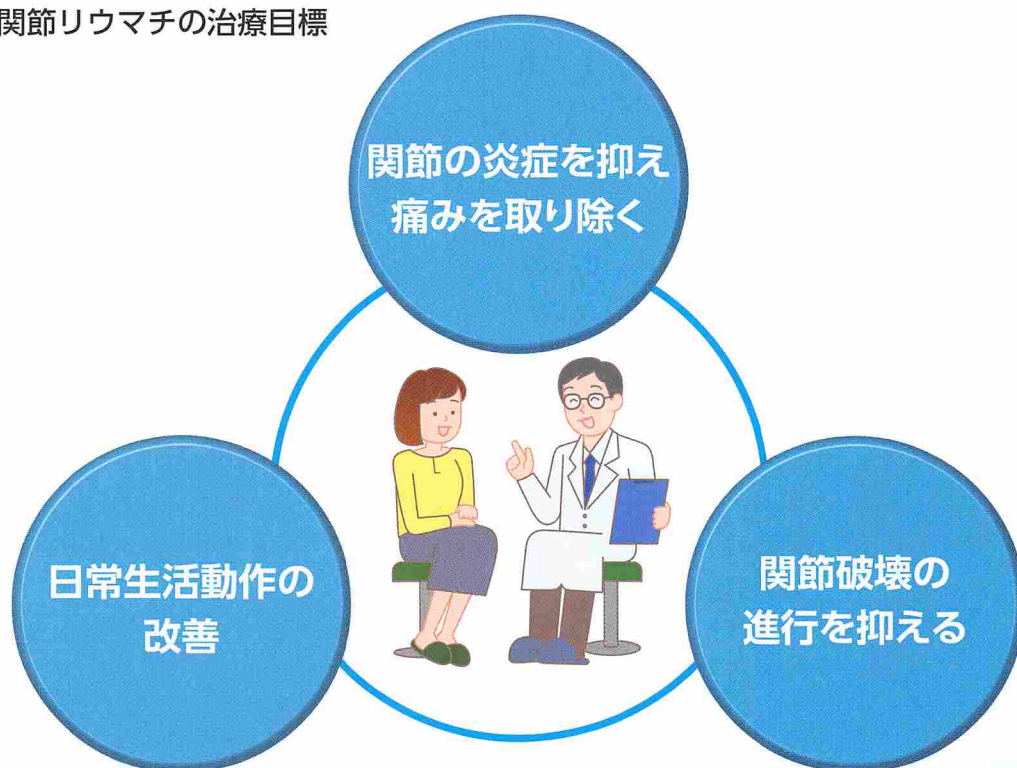 関節リウマチの治療目標
関節の炎症を抑え
痛みを取り除く
日常生活動作の
改善
関節破壊の
進行を抑える